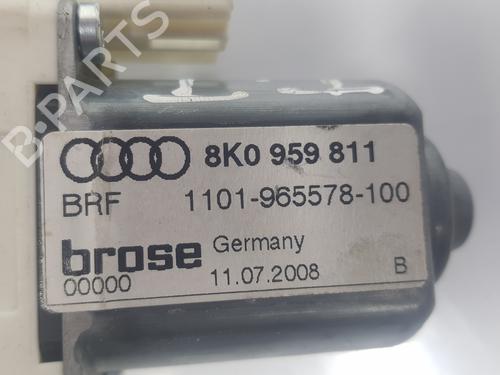 B-PARTS
8K0 959 811
BRF 1101-965578-100
brose Germany
00000 11.07.2008 B